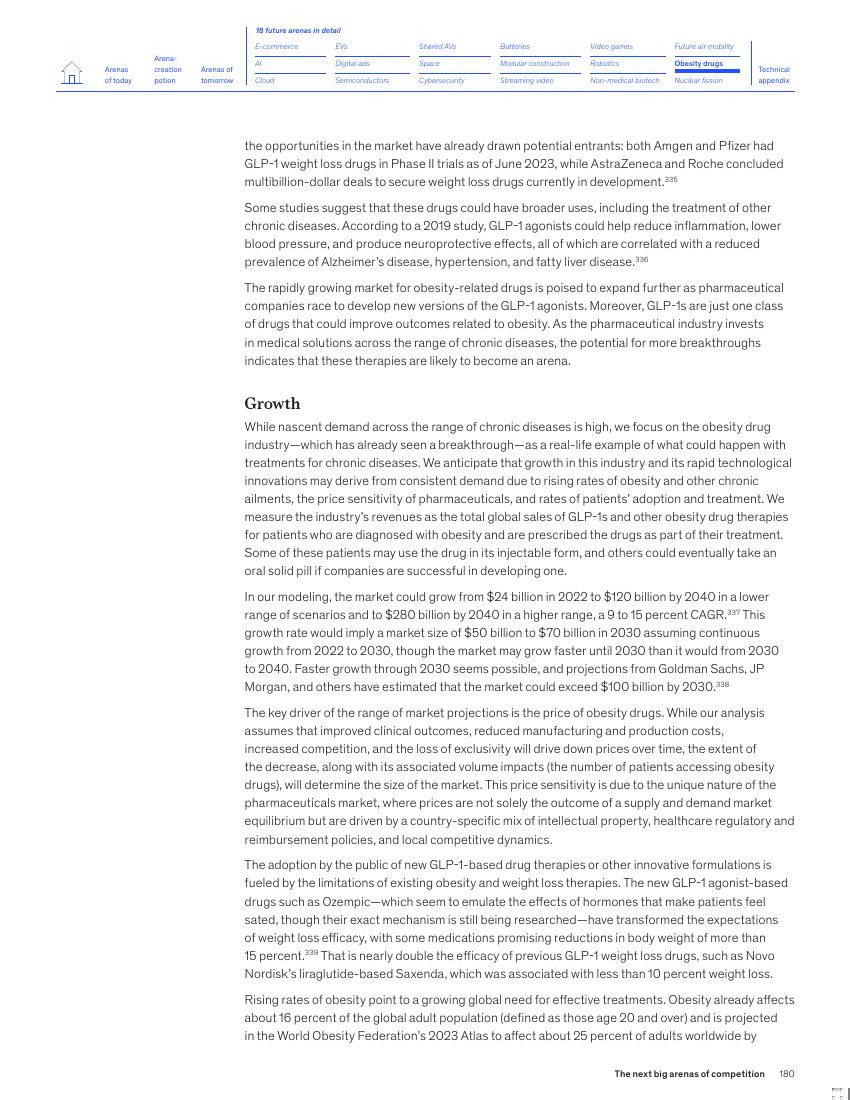 18 future arenas in detail
Arenas of today
Arena-creation potion
Arenas of tomorrow
E-commerce EVs Shared AVs Batteries Video games Future air mobility
AI Digital ads Space Modular construction Robotics Obesity drugs
Cloud Semiconductors Cybersecurity Streaming video Non-medical biotech Nuclear fission
Technical appendix
the opportunities in the market have already drawn potential entrants: both Amgen and Pfizer had
GLP-1 weight loss drugs in Phase II trials as of June 2023, while AstraZeneca and Roche concluded
multibillion-dollar deals to secure weight loss drugs currently in development.335
Some studies suggest that these drugs could have broader uses, including the treatment of other
chronic diseases. According to a 2019 study, GLP-1 agonists could help reduce inflammation, lower
blood pressure, and produce neuroprotective effects, all of which are correlated with a reduced
prevalence of Alzheimer's disease, hypertension, and fatty liver disease.336
The rapidly growing market for obesity-related drugs is poised to expand further as pharmaceutical
companies race to develop new versions of the GLP-1 agonists. Moreover, GLP-1s are just one class
of drugs that could improve outcomes related to obesity. As the pharmaceutical industry invests
in medical solutions across the range of chronic diseases, the potential for more breakthroughs
indicates that these therapies are likely to become an arena.
Growth
While nascent demand across the range of chronic diseases is high, we focus on the obesity drug
industry—which has already seen a breakthrough—as a real-life example of what could happen with
treatments for chronic diseases. We anticipate that growth in this industry and its rapid technological
innovations may derive from consistent demand due to rising rates of obesity and other chronic
ailments, the price sensitivity of pharmaceuticals, and rates of patients' adoption and treatment. We
measure the industry's revenues as the total global sales of GLP-1s and other obesity drug therapies
for patients who are diagnosed with obesity and are prescribed the drugs as part of their treatment.
Some of these patients may use the drug in its injectable form, and others could eventually take an
oral solid pill if companies are successful in developing one.
In our modeling, the market could grow from $24 billion in 2022 to $120 billion by 2040 in a lower
range of scenarios and to $280 billion by 2040 in a higher range, a 9 to 15 percent CAGR.337 This
growth rate would imply a market size of $50 billion to $70 billion in 2030 assuming continuous
growth from 2022 to 2030, though the market may grow faster until 2030 than it would from 2030
to 2040. Faster growth through 2030 seems possible, and projections from Goldman Sachs, JP
Morgan, and others have estimated that the market could exceed $100 billion by 2030.338
The key driver of the range of market projections is the price of obesity drugs. While our analysis
assumes that improved clinical outcomes, reduced manufacturing and production costs,
increased competition, and the loss of exclusivity will drive down prices over time, the extent of
the decrease, along with its associated volume impacts (the number of patients accessing obesity
drugs), will determine the size of the market. This price sensitivity is due to the unique nature of the
pharmaceuticals market, where prices are not solely the outcome of a supply and demand market
equilibrium but are driven by a country-specific mix of intellectual property, healthcare regulatory and
reimbursement policies, and local competitive dynamics.
The adoption by the public of new GLP-1-based drug therapies or other innovative formulations is
fueled by the limitations of existing obesity and weight loss therapies. The new GLP-1 agonist-based
drugs such as Ozempic—which seem to emulate the effects of hormones that make patients feel
sated, though their exact mechanism is still being researched—have transformed the expectations
of weight loss efficacy, with some medications promising reductions in body weight of more than
15 percent.339 That is nearly double the efficacy of previous GLP-1 weight loss drugs, such as Novo
Nordisk's liraglutide-based Saxenda, which was associated with less than 10 percent weight loss.
Rising rates of obesity point to a growing global need for effective treatments. Obesity already affects
about 16 percent of the global adult population (defined as those age 20 and over) and is projected
in the World Obesity Federation's 2023 Atlas to affect about 25 percent of adults worldwide by
The next big arenas of competition 180